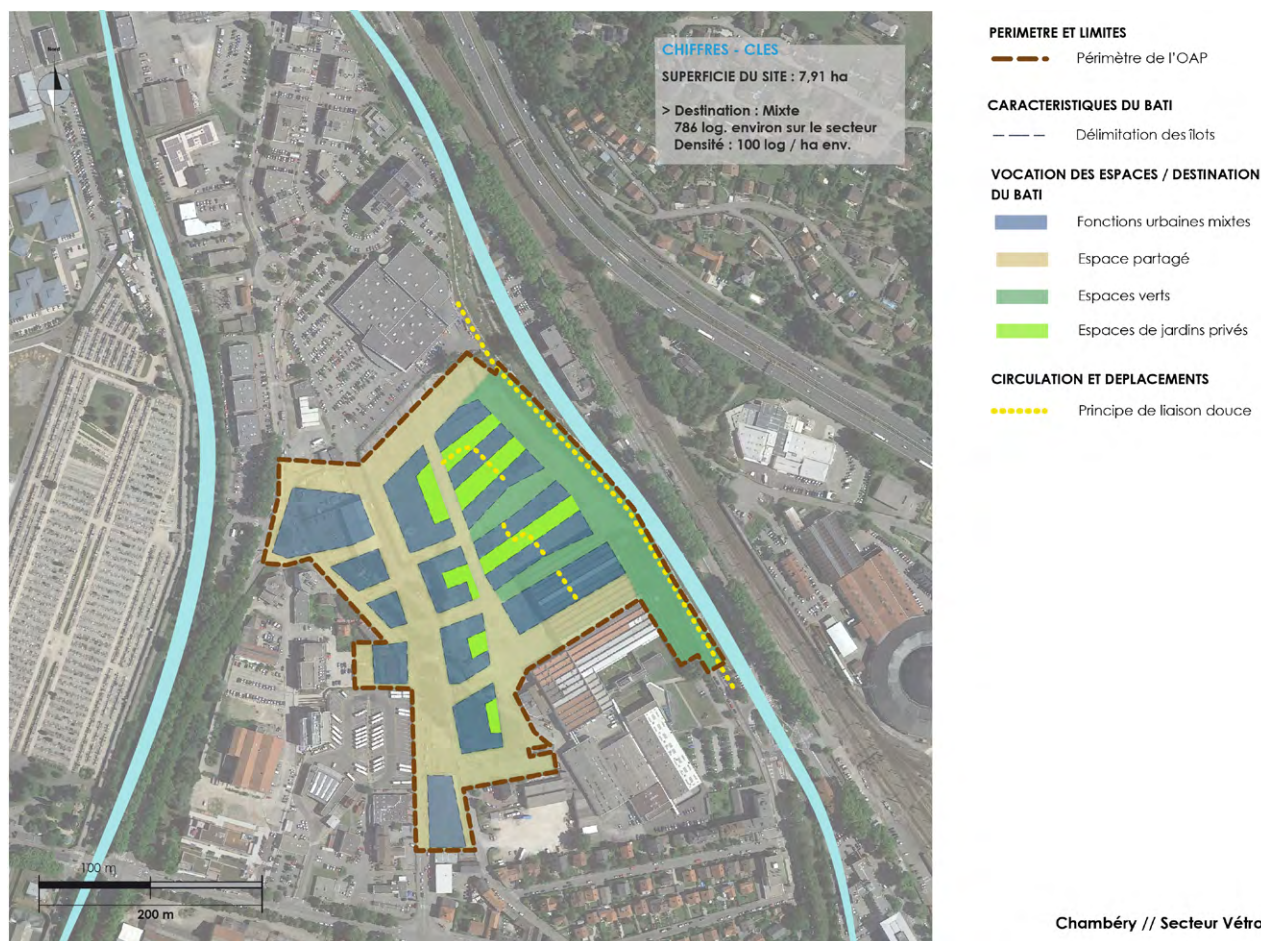 Nord
CHIFFRES - CLES
SUPERFICIE DU SITE : 7,91 ha
> Destination : Mixte
786 log. environ sur le secteur
Densité : 100 log / ha env.
100 m
200 m
PERIMETRE ET LIMITES
Périmètre de l'OAP
CARACTERISTIQUES DU BATI
Délimitation des îlots
VOCATION DES ESPACES / DESTINATION
DU BATI
Fonctions urbaines mixtes
Espace partagé
Espaces verts
Espaces de jardins privés
CIRCULATION ET DEPLACEMENTS
Principe de liaison douce
Chambéry // Secteur Vétro